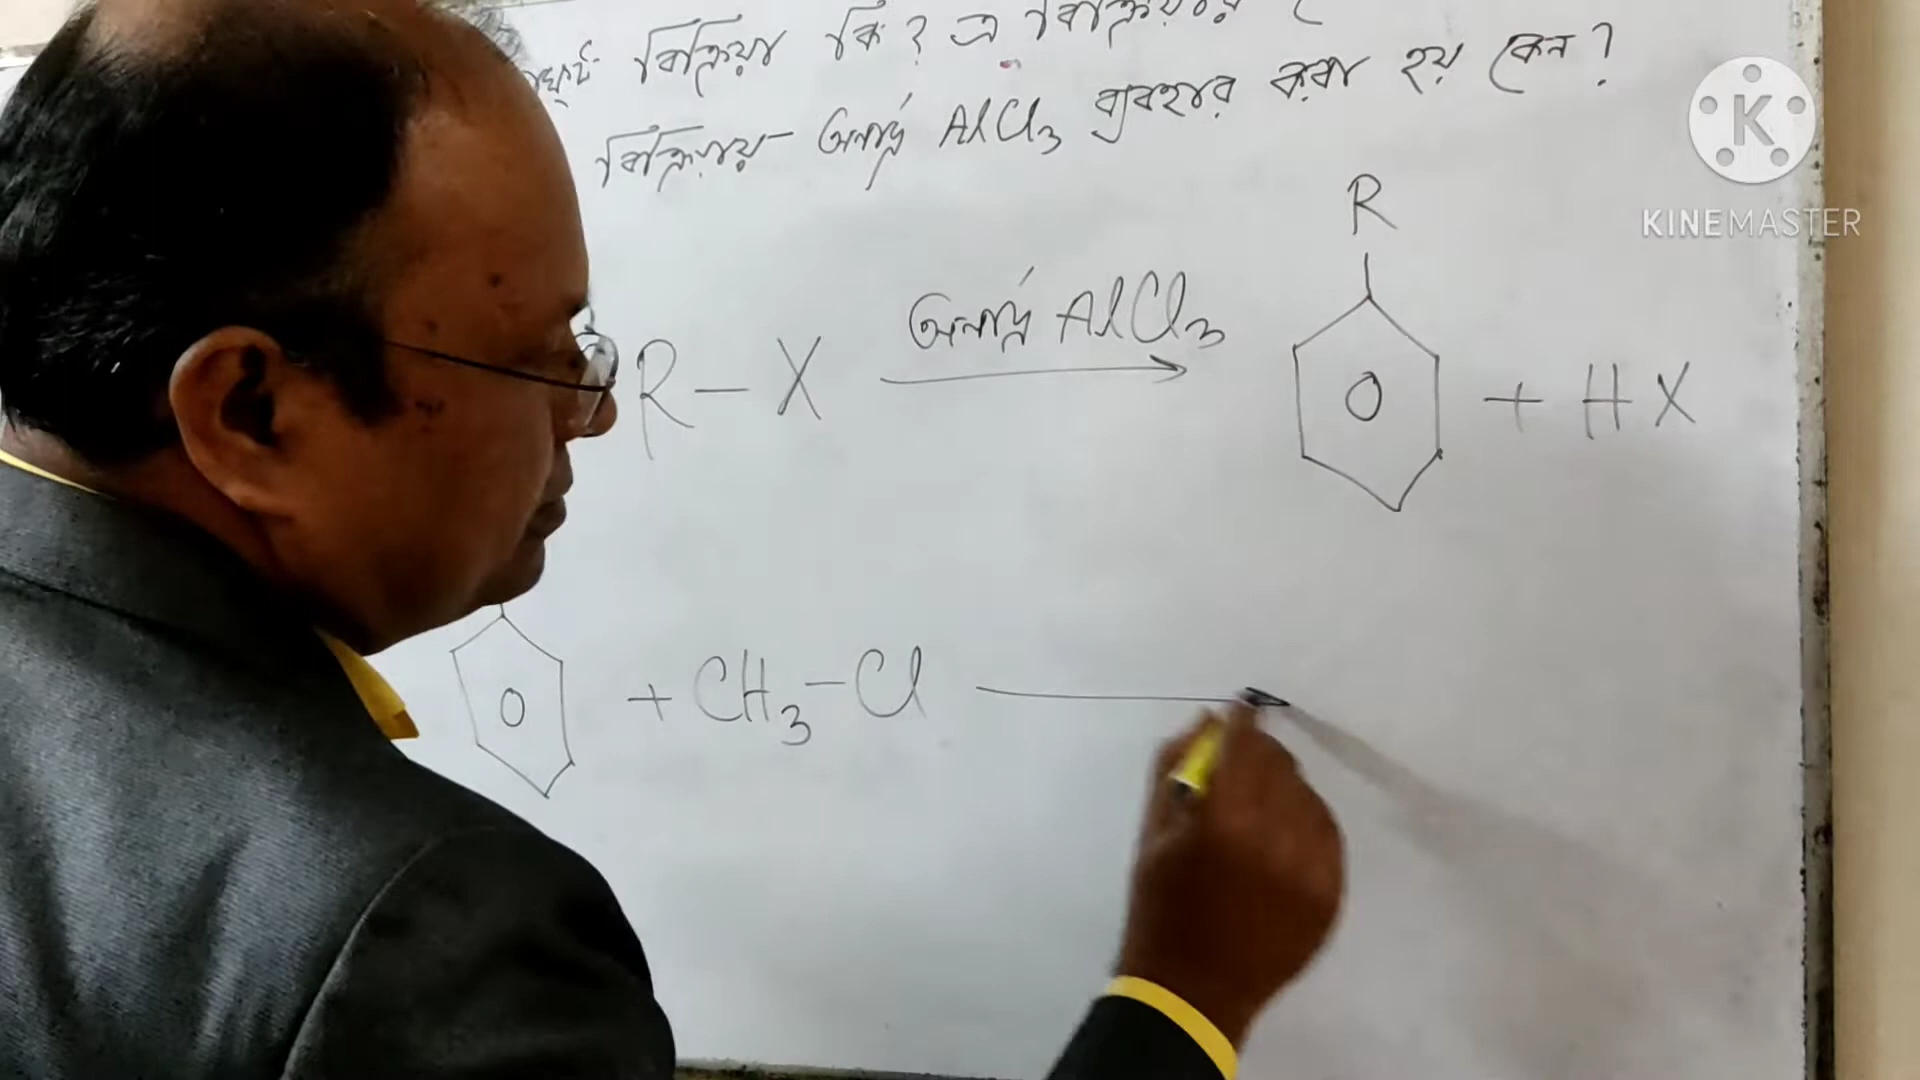 বিক্রিয়া কি? এ বিক্রিয়ায়
বিক্রিয়ায় অনার্দ্র AlCl3 ব্যবহার করা হয় কেন?
K
KINEMASTER
R
R-X অনার্দ্র AlCl3 → + HX
+ CH3-Cl